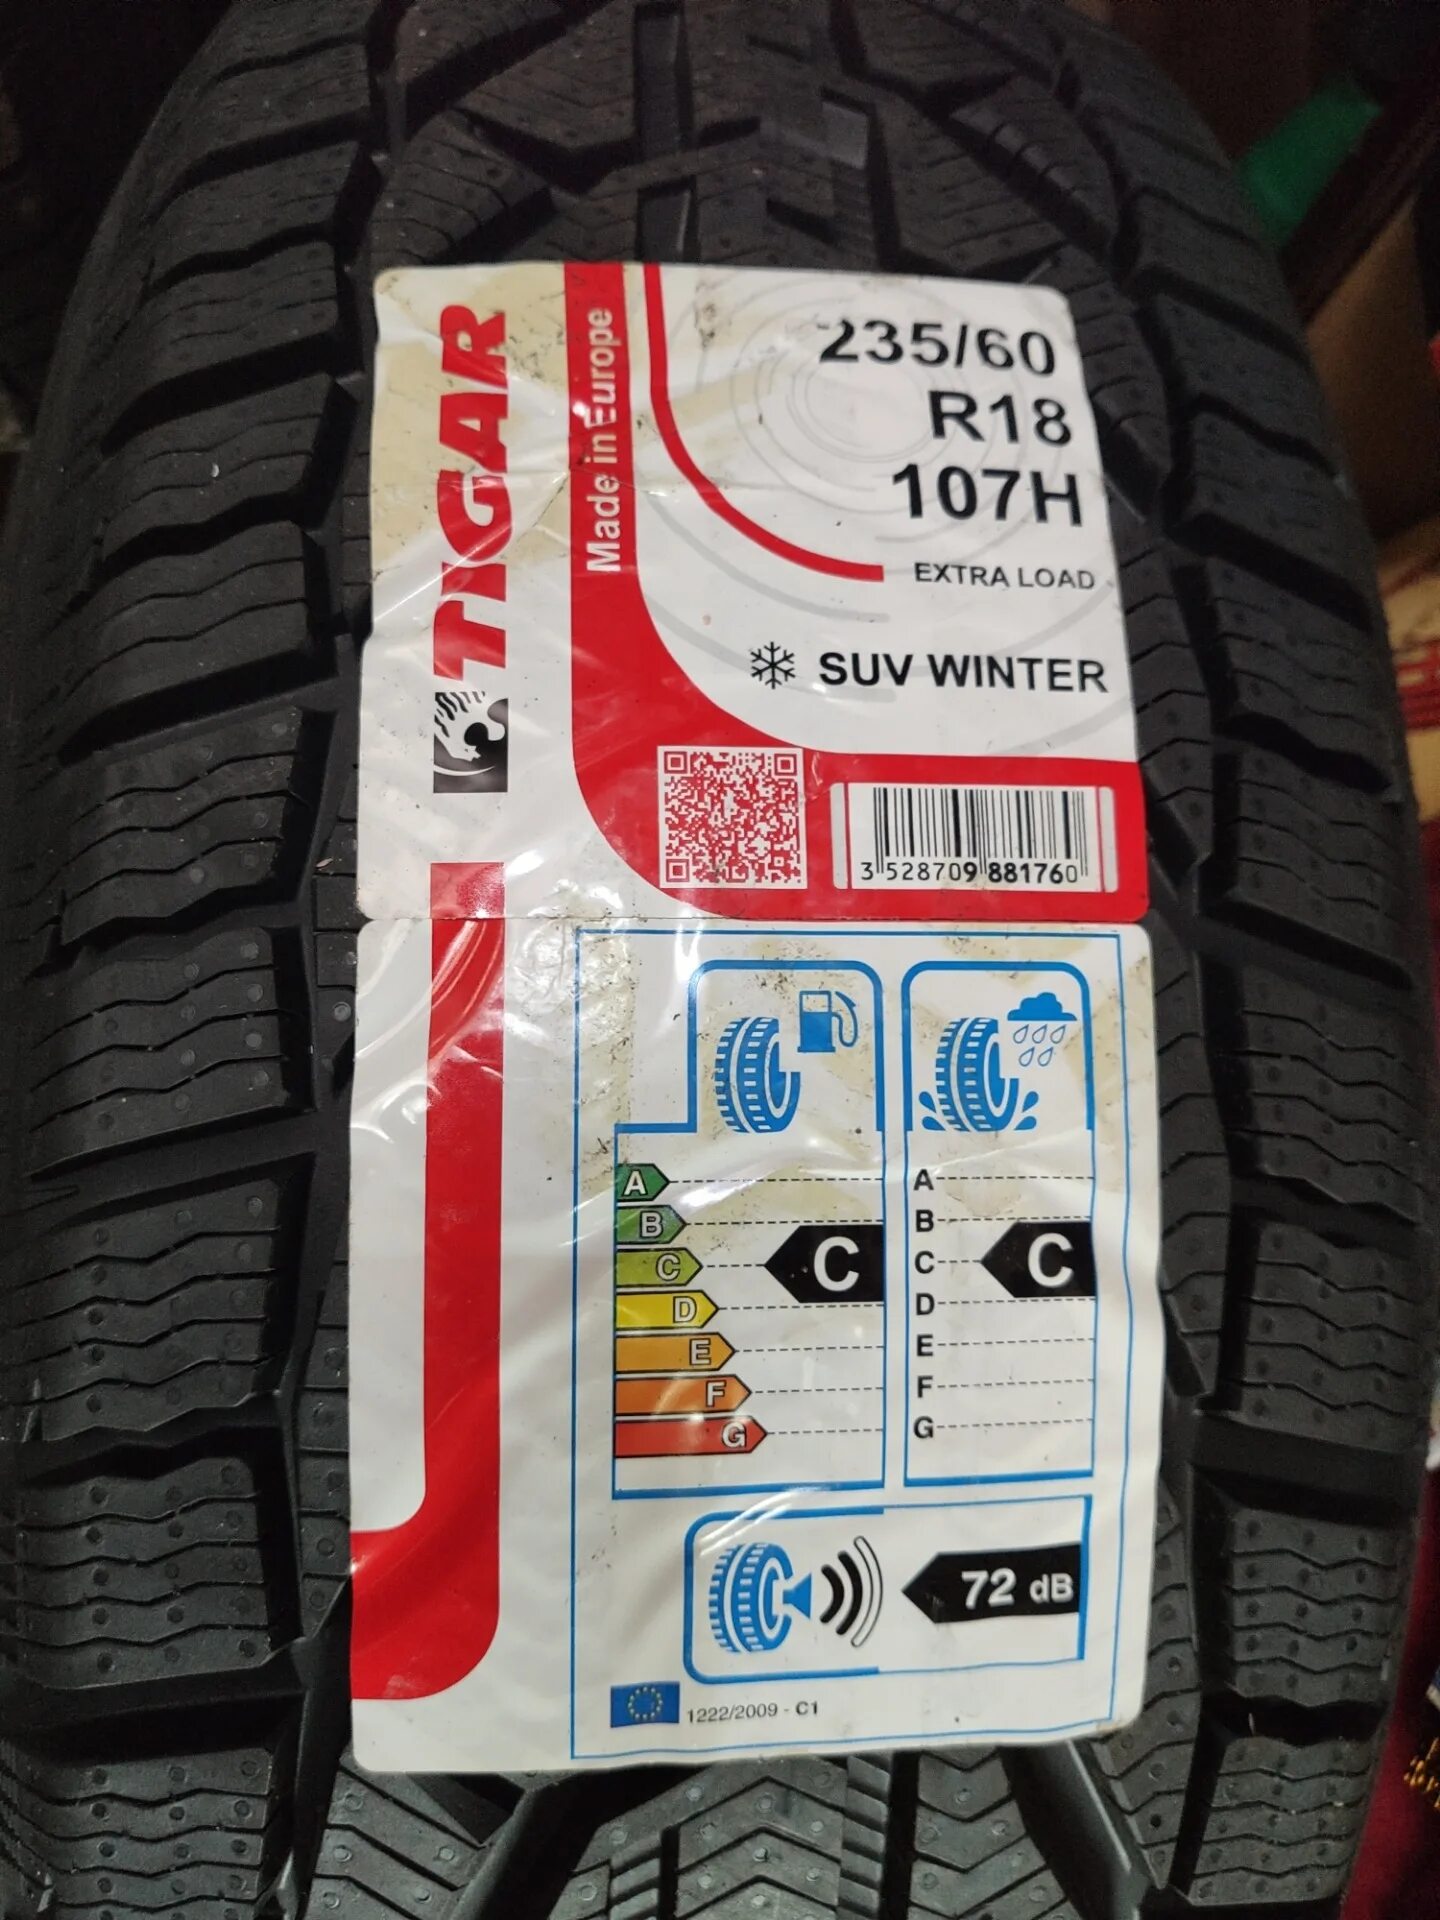 TIGAR
Made in Europe
235/60
R18
107H
EXTRA LOAD
SUV WINTER
3 528709 881760
A
B
C
D
E
F
G
C
A
B
C
D
E
F
G
C
72 dB
1222/2009 - C1